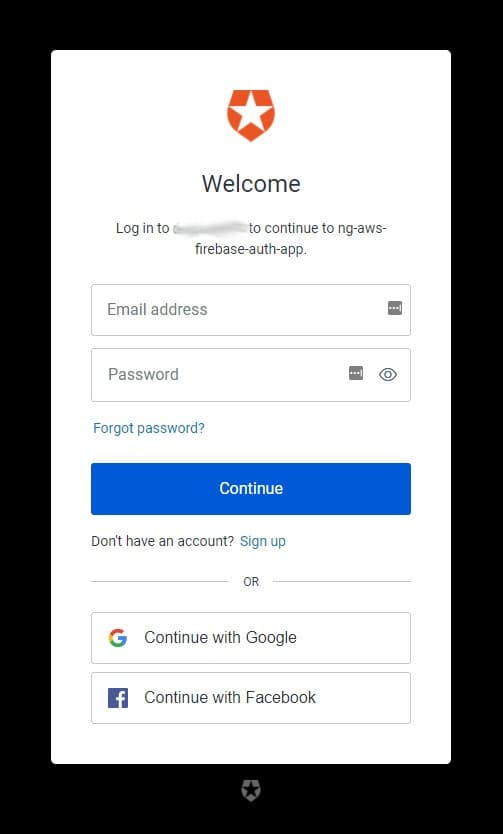 Welcome
Log in to to continue to ng-aws-
firebase-auth-app.
Email address
Password
Forgot password?
Continue
Don't have an account? Sign up
OR
Continue with Google
Continue with Facebook